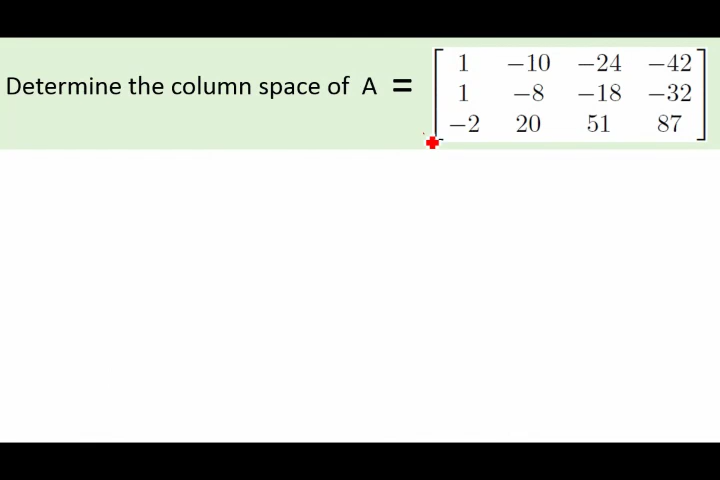 Determine the column space of A = [1 −10 −24 −42
1 −8 −18 −32
−2 20 51 87]